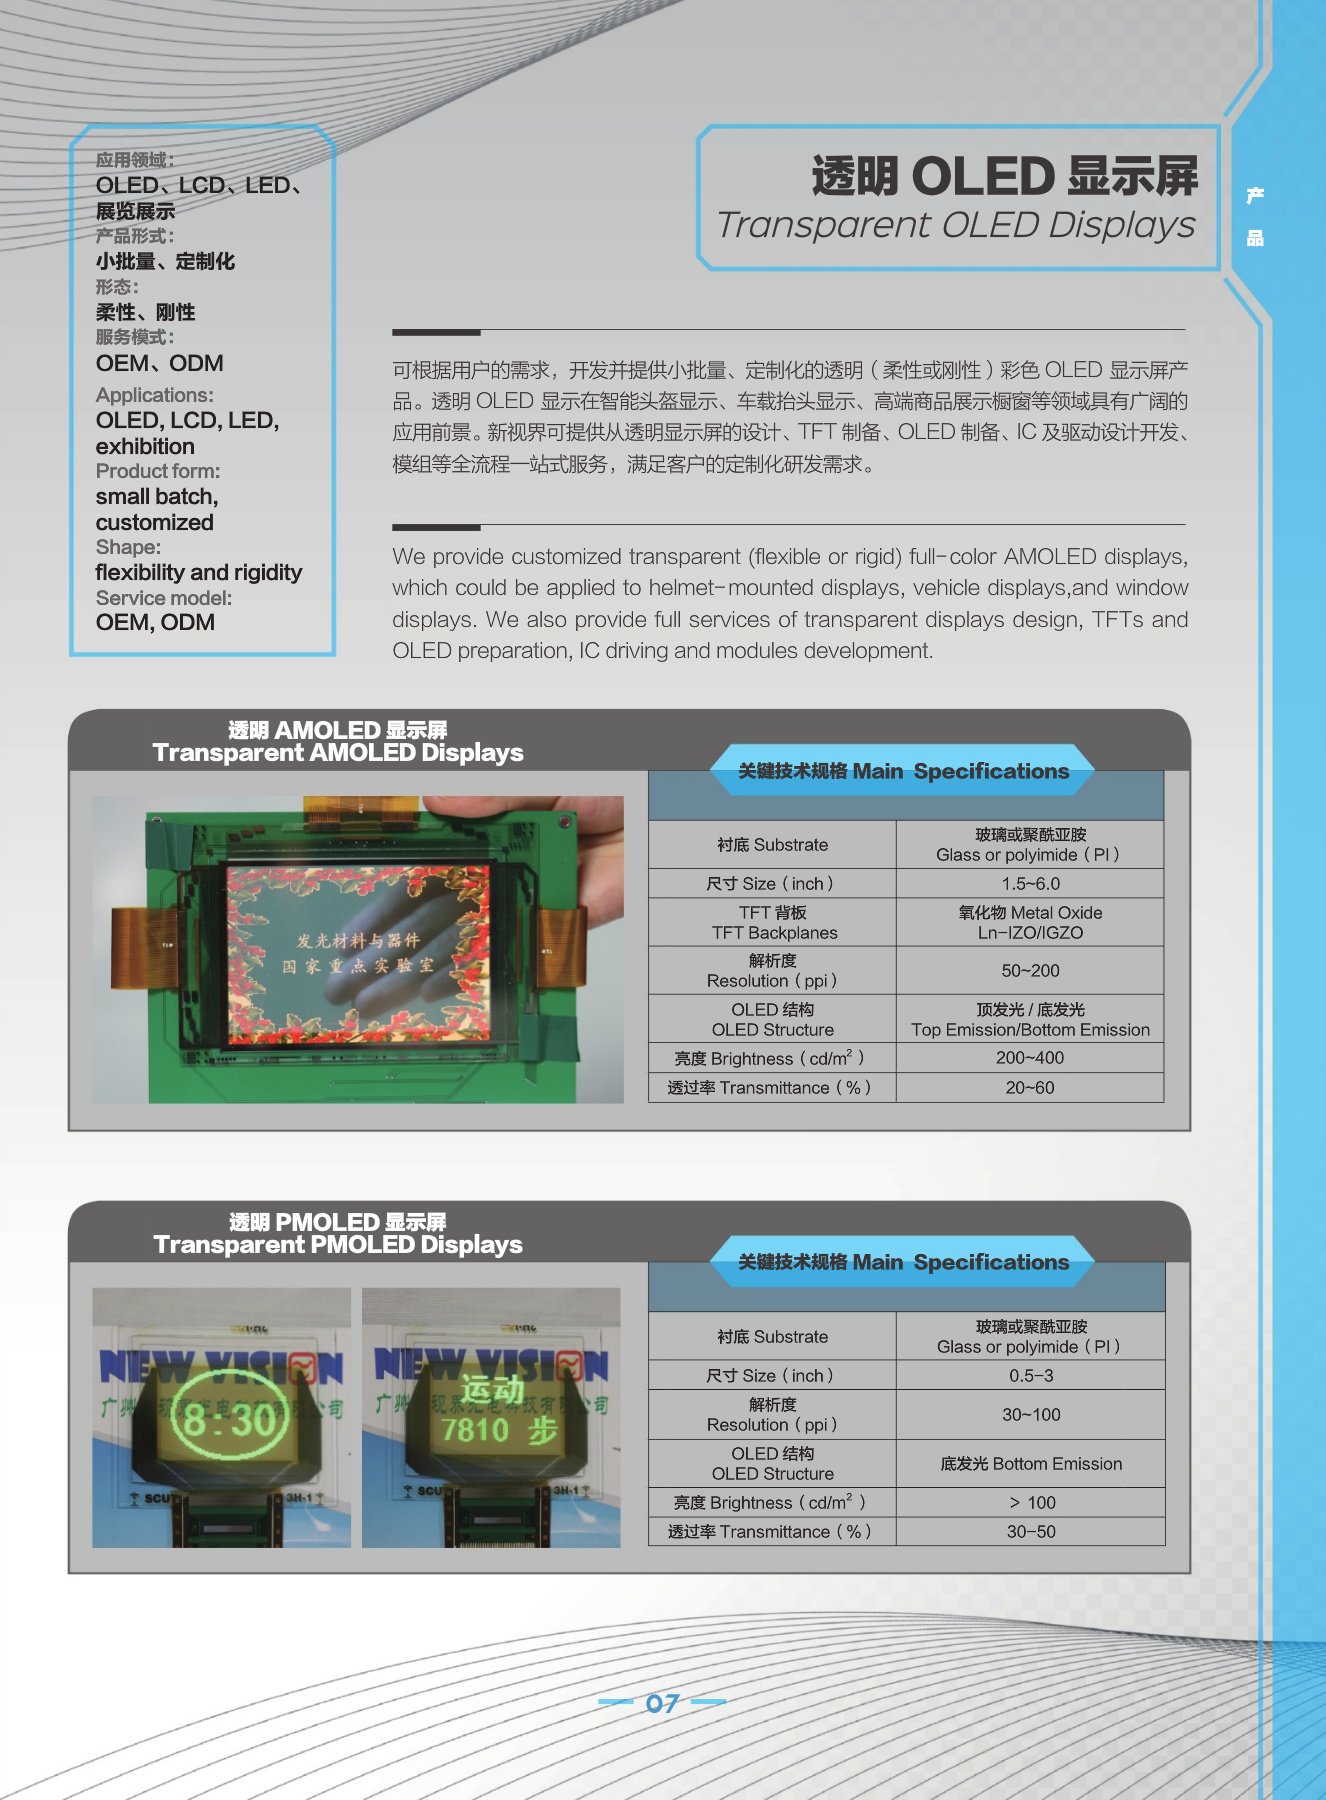 透明 OLED 显示屏
Transparent OLED Displays
产
品
应用领域：
OLED、LCD、LED、
展览展示
产品形式：
小批量、定制化
形态：
柔性、刚性
服务模式：
OEM、ODM
Applications:
OLED, LCD, LED,
exhibition
Product form:
small batch,
customized
Shape:
flexibility and rigidity
Service model:
OEM, ODM
可根据用户的需求，开发并提供小批量、定制化的透明（柔性或刚性）彩色 OLED 显示屏产
品。透明 OLED 显示在智能头盔显示、车载抬头显示、高端商品展示橱窗等领域具有广阔的
应用前景。新视界可提供从透明显示屏的设计、TFT 制备、OLED 制备、IC 及驱动设计开发、
模组等全流程一站式服务，满足客户的定制化研发需求。
We provide customized transparent (flexible or rigid) full-color AMOLED displays,
which could be applied to helmet-mounted displays, vehicle displays,and window
displays. We also provide full services of transparent displays design, TFTs and
OLED preparation, IC driving and modules development.
透明 AMOLED 显示屏
Transparent AMOLED Displays
发光材料与器件
国家重点实验室
关键技术规格 Main Specifications
衬底 Substrate
玻璃或聚酰亚胺
Glass or polyimide（PI）
尺寸 Size（inch）
1.5~6.0
TFT 背板
TFT Backplanes
氧化物 Metal Oxide
Ln-IZO/IGZO
解析度
Resolution（ppi）
50~200
OLED 结构
OLED Structure
顶发光 / 底发光
Top Emission/Bottom Emission
亮度 Brightness（cd/m²）
200~400
透过率 Transmittance（%）
20~60
透明 PMOLED 显示屏
Transparent PMOLED Displays
NEW VISION
8:30
SCUT
3H-1
NEW VISION
运动
7810 步
3H-1
关键技术规格 Main Specifications
衬底 Substrate
玻璃或聚酰亚胺
Glass or polyimide（PI）
尺寸 Size（inch）
0.5-3
解析度
Resolution（ppi）
30~100
OLED 结构
OLED Structure
底发光 Bottom Emission
亮度 Brightness（cd/m²）
> 100
透过率 Transmittance（%）
30-50
07